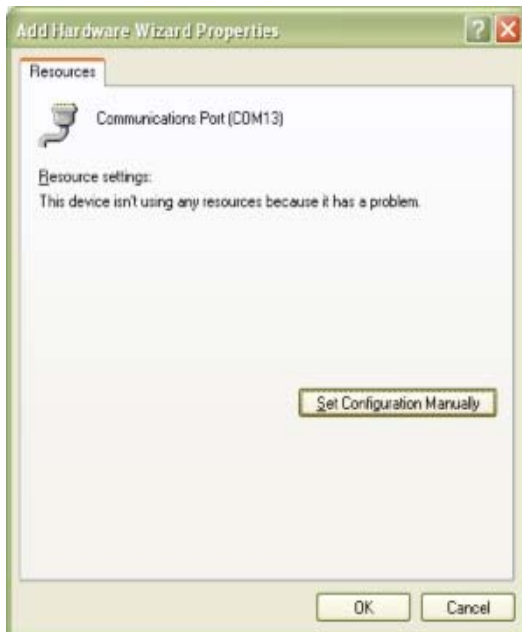 Add Hardware Wizard Properties
Resources
Communications Port (COM13)
Resource settings:
This device isn't using any resources because it has a problem.
Set Configuration Manually
OK
Cancel